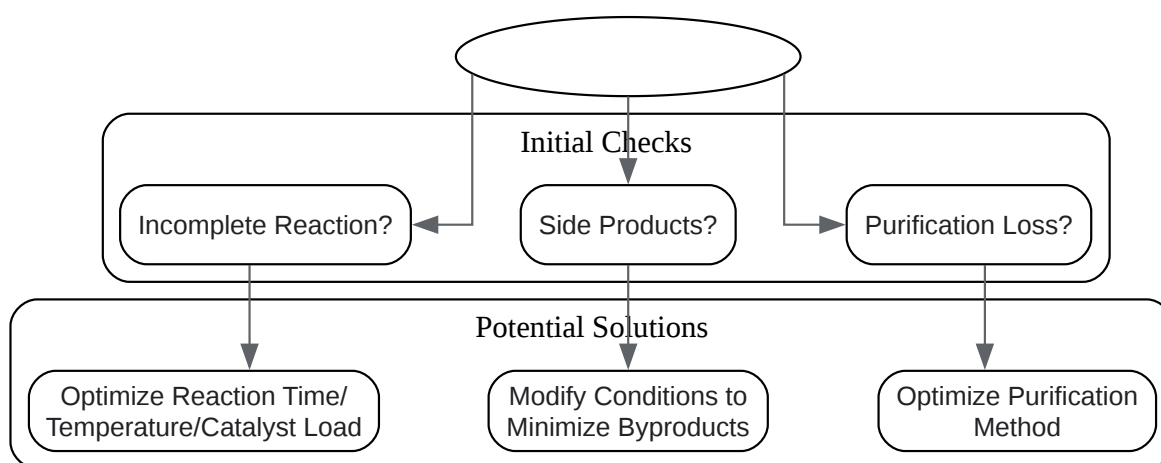 Initial Checks
Incomplete Reaction?
Side Products?
Purification Loss?
Potential Solutions
Optimize Reaction Time/
Temperature/Catalyst Load
Modify Conditions to
Minimize Byproducts
Optimize Purification
Method